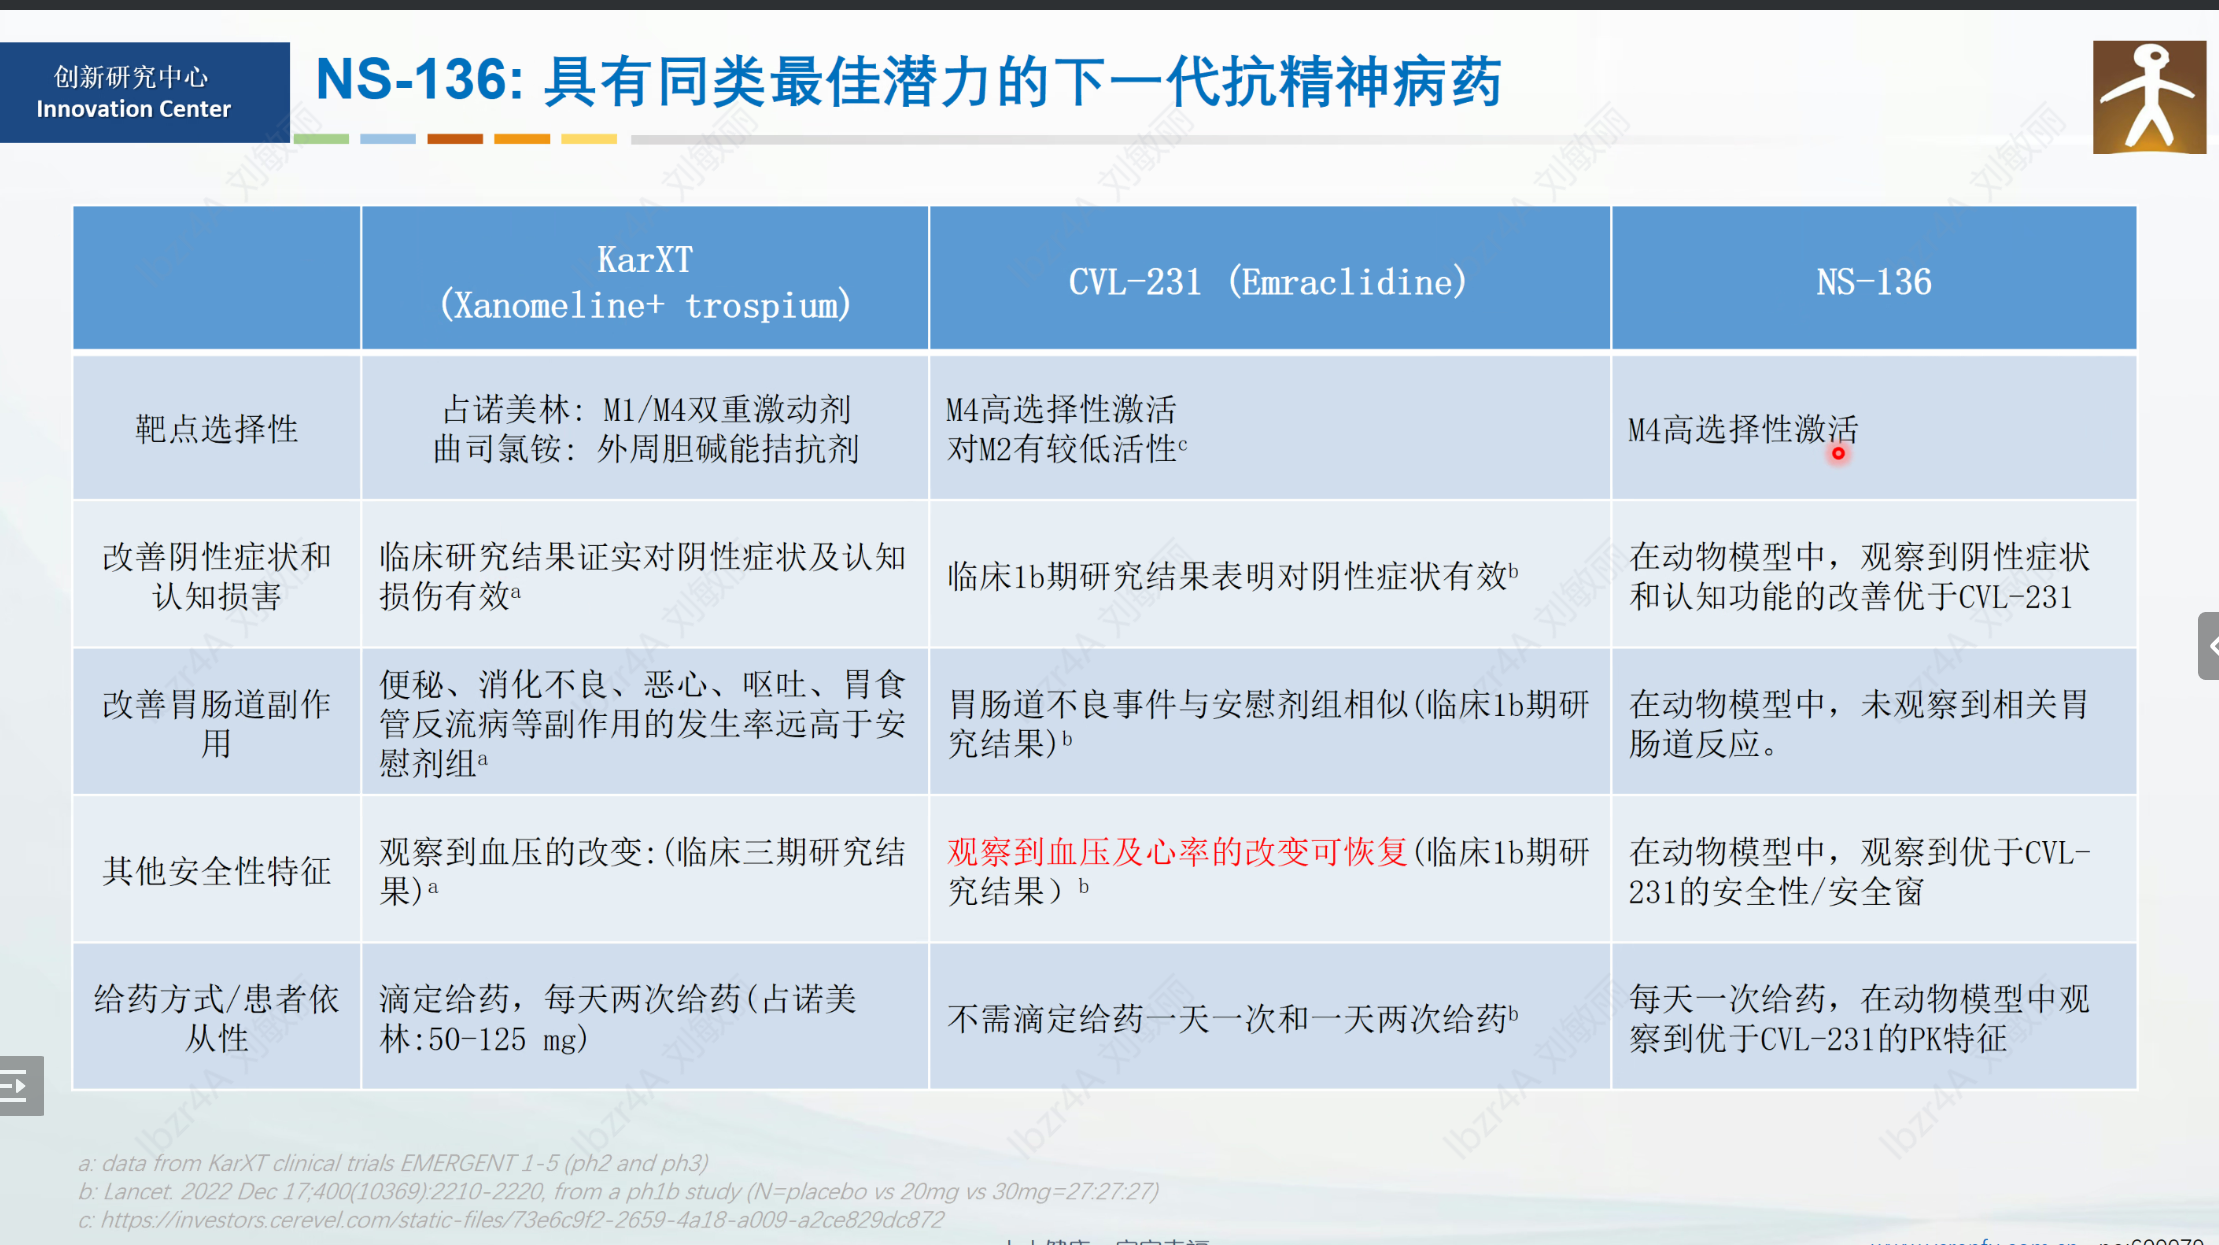 创新研究中心
Innovation Center
NS-136: 具有同类最佳潜力的下一代抗精神病药
KarXT
(Xanomeline+ trospium)
CVL-231 (Emraclidine)
NS-136
靶点选择性
占诺美林: M1/M4双重激动剂
曲司氯铵: 外周胆碱能拮抗剂
M4高选择性激活
对M2有较低活性c
M4高选择性激活
改善阴性症状和
认知损害
临床研究结果证实对阴性症状及认知
损伤有效a
临床1b期研究结果表明对阴性症状有效b
在动物模型中，观察到阴性症状
和认知功能的改善优于CVL-231
改善胃肠道副作
用
便秘、消化不良、恶心、呕吐、胃食
管反流病等副作用的发生率远高于安
慰剂组a
胃肠道不良事件与安慰剂组相似(临床1b期研
究结果)b
在动物模型中，未观察到相关胃
肠道反应。
其他安全性特征
观察到血压的改变:(临床三期研究结
果)a
观察到血压及心率的改变可恢复(临床1b期研
究结果）b
在动物模型中，观察到优于CVL-
231的安全性/安全窗
给药方式/患者依
从性
滴定给药，每天两次给药(占诺美
林:50-125 mg)
不需滴定给药一天一次和一天两次给药b
每天一次给药，在动物模型中观
察到优于CVL-231的PK特征
a: data from KarXT clinical trials EMERGENT 1-5 (ph2 and ph3)
b: Lancet. 2022 Dec 17;400(10369):2210-2220, from a ph1b study (N=placebo vs 20mg vs 30mg=27:27:27)
c: https://investors.cerevel.com/static-files/73e6c9f2-2659-4a18-a009-a2ce829dc872
lbzr4A 刘敏丽